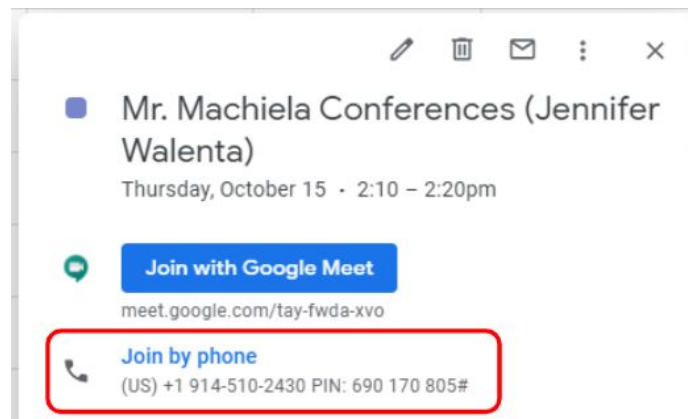 Mr. Machiela Conferences (Jennifer
Walenta)
Thursday, October 15 · 2:10 – 2:20pm
Join with Google Meet
meet.google.com/tay-fwda-xvo
Join by phone
(US) +1 914-510-2430 PIN: 690 170 805#